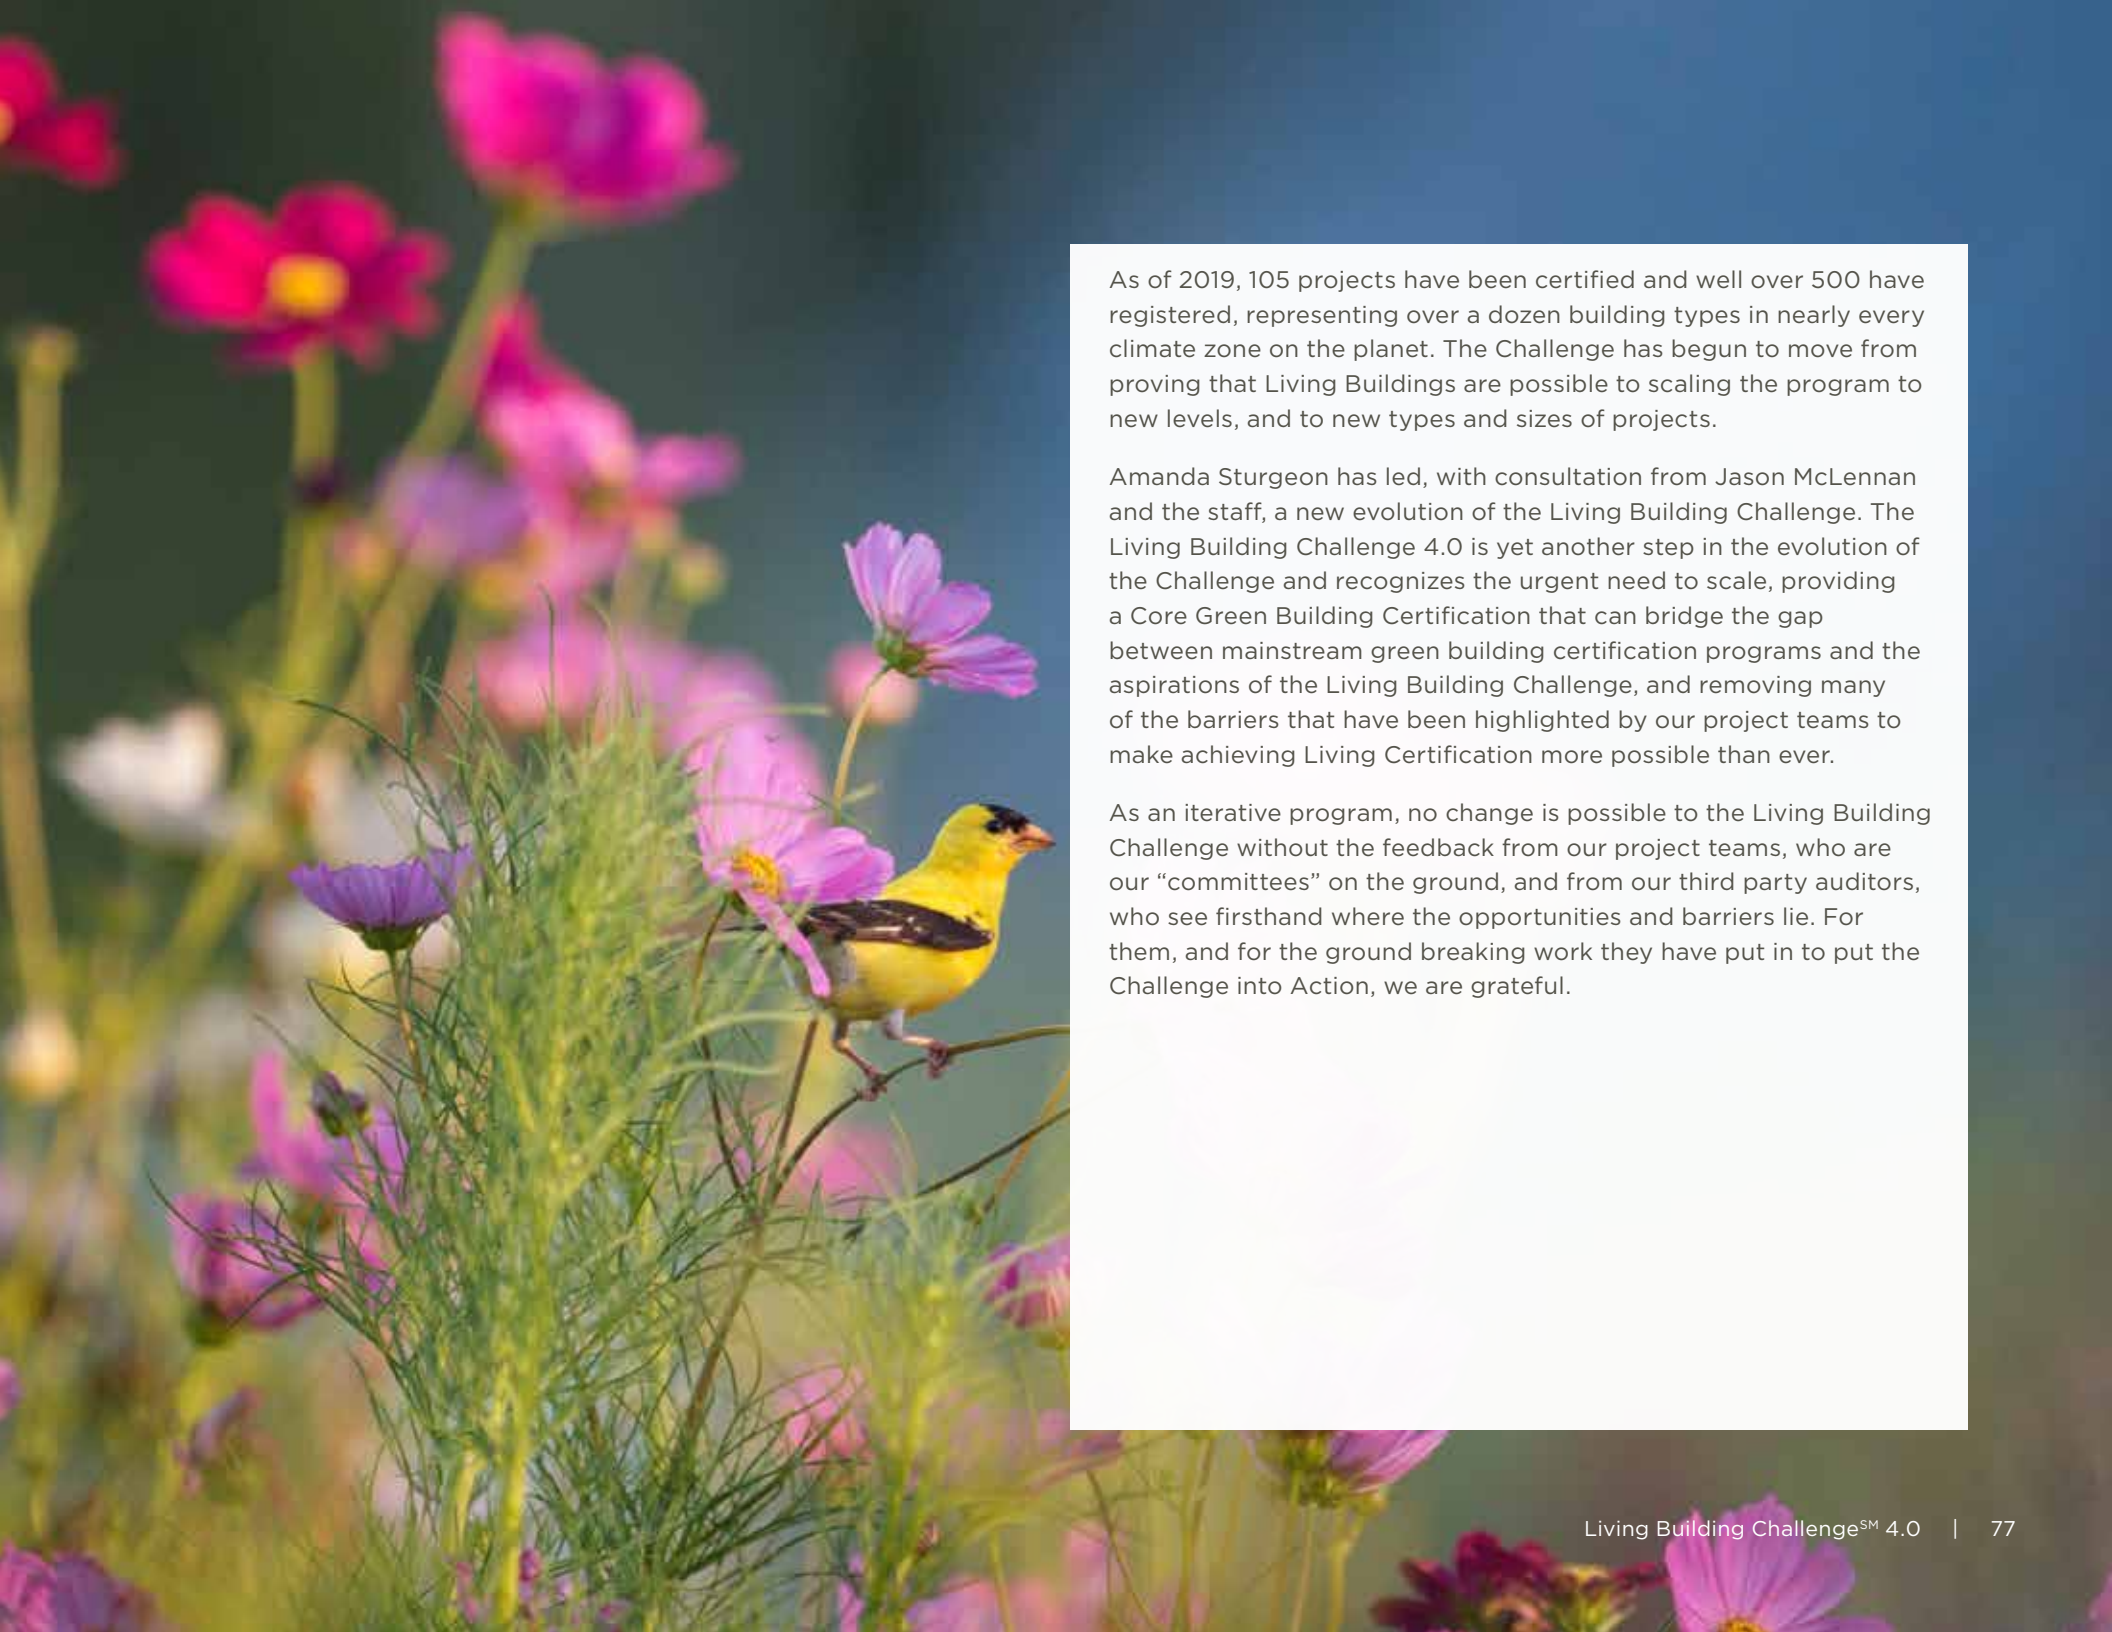 As of 2019, 105 projects have been certified and well over 500 have
registered, representing over a dozen building types in nearly every
climate zone on the planet. The Challenge has begun to move from
proving that Living Buildings are possible to scaling the program to
new levels, and to new types and sizes of projects.
Amanda Sturgeon has led, with consultation from Jason McLennan
and the staff, a new evolution of the Living Building Challenge. The
Living Building Challenge 4.0 is yet another step in the evolution of
the Challenge and recognizes the urgent need to scale, providing
a Core Green Building Certification that can bridge the gap
between mainstream green building certification programs and the
aspirations of the Living Building Challenge, and removing many
of the barriers that have been highlighted by our project teams to
make achieving Living Certification more possible than ever.
As an iterative program, no change is possible to the Living Building
Challenge without the feedback from our project teams, who are
our “committees” on the ground, and from our third party auditors,
who see firsthand where the opportunities and barriers lie. For
them, and for the ground breaking work they have put in to put the
Challenge into Action, we are grateful.
Living Building Challenge℠ 4.0 | 77